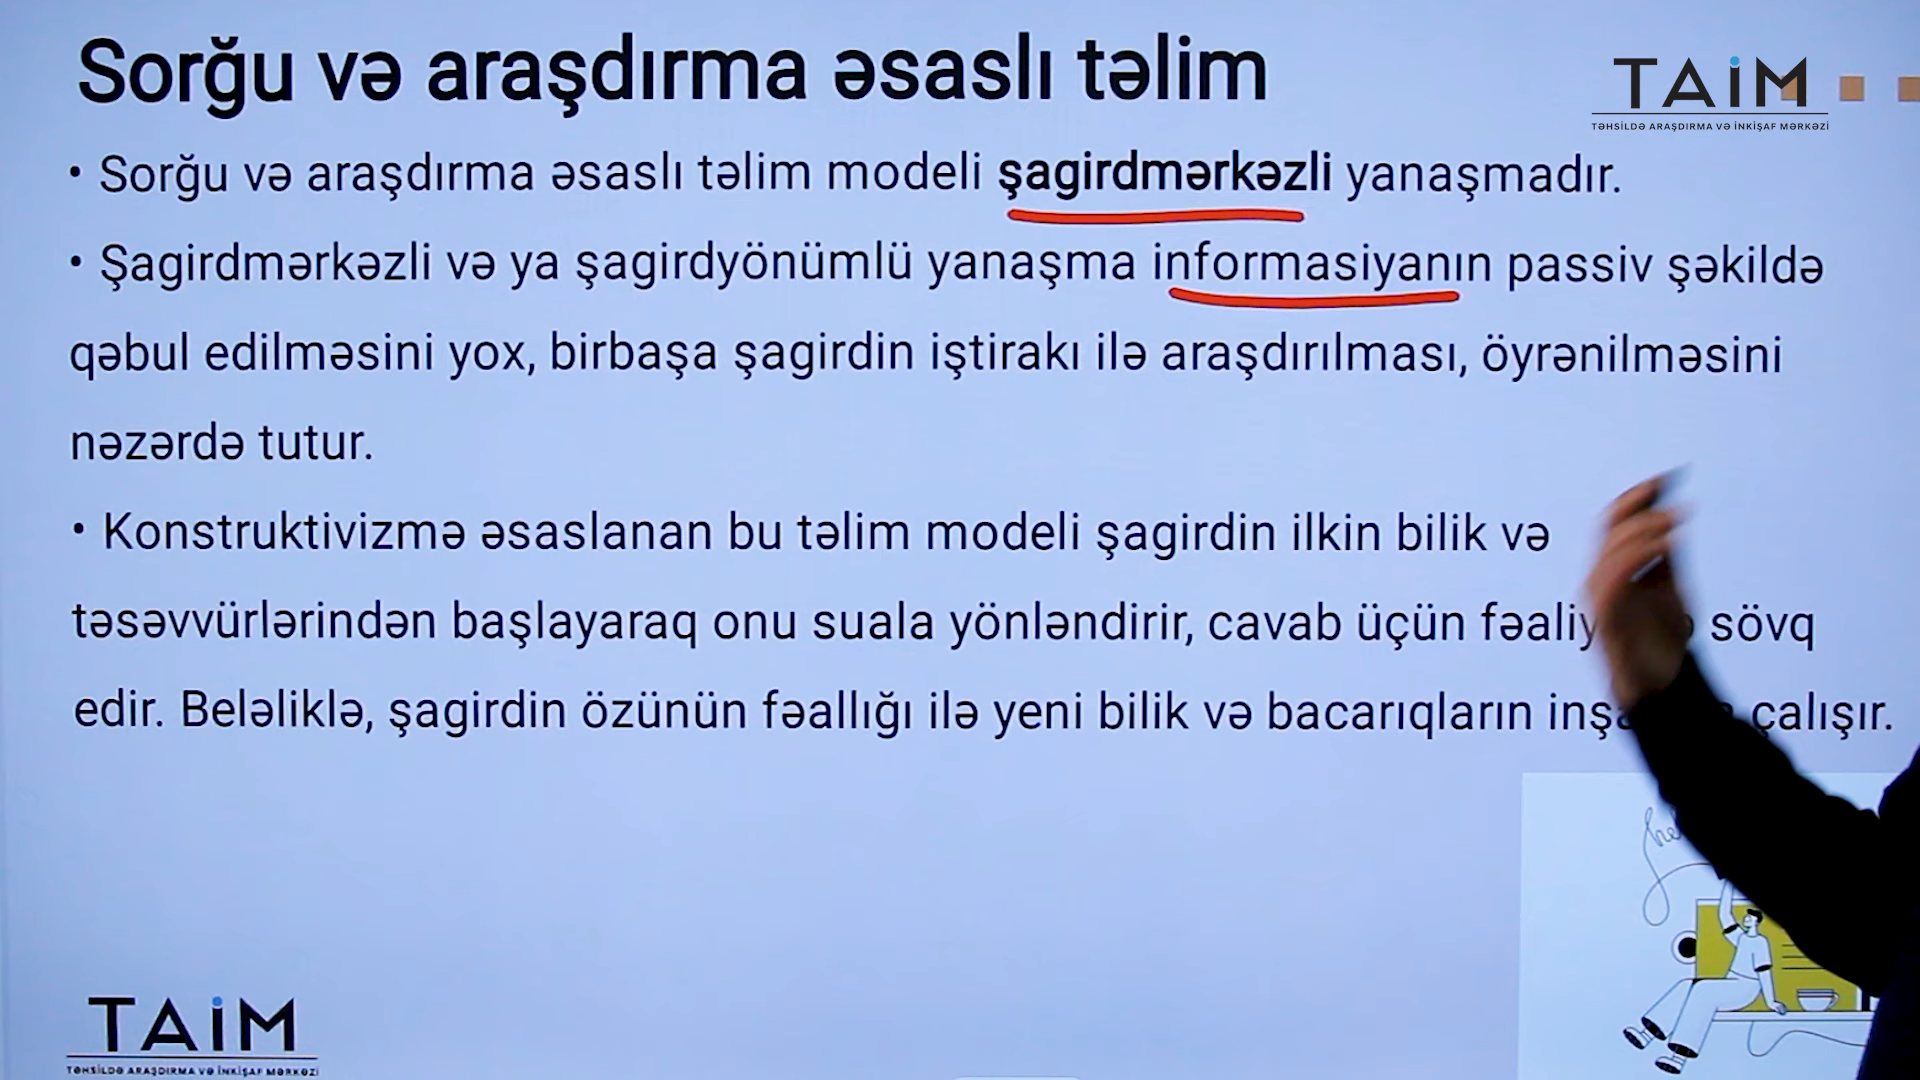 Sorğu və araşdırma əsaslı təlim
TAİM
TƏHSİLDƏ ARAŞDIRMA VƏ İNKİŞAF MƏRKƏZİ
• Sorğu və araşdırma əsaslı təlim modeli şagirdmərkəzli yanaşmadır.
• Şagirdmərkəzli və ya şagirdyönümlü yanaşma informasiyanın passiv şəkildə
qəbul edilməsini yox, birbaşa şagirdin iştirakı ilə araşdırılması, öyrənilməsini
nəzərdə tutur.
• Konstruktivizmə əsaslanan bu təlim modeli şagirdin ilkin bilik və
təsəvvürlərindən başlayaraq onu suala yönləndirir, cavab üçün sövq
edir. Beləliklə, şagirdin özünün fəallığı ilə yeni bilik və bacarıqların çalışır.
TAİM
TƏHSİLDƏ ARAŞDIRMA VƏ İNKİŞAF MƏRKƏZİ